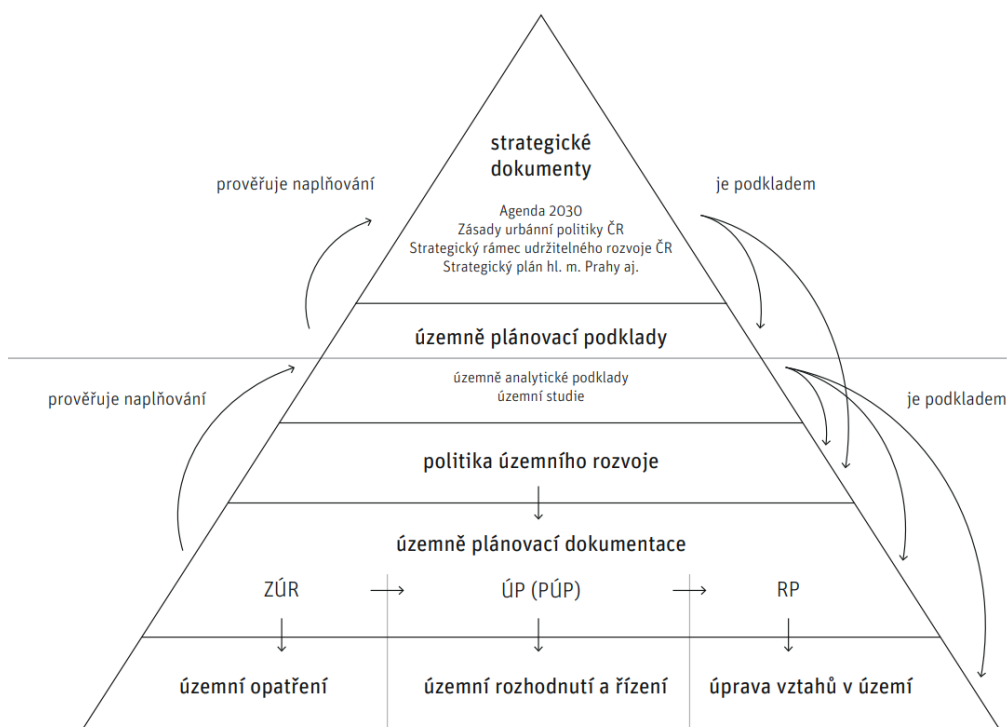 strategické
dokumenty
prověřuje naplňování
je podkladem
Agenda 2030
Zásady urbánní politiky ČR
Strategický rámec udržitelného rozvoje ČR
Strategický plán hl. m. Prahy aj.
územně plánovací podklady
územně analytické podklady
územní studie
prověřuje naplňování
je podkladem
politika územního rozvoje
územně plánovací dokumentace
ZÚR
ÚP (PÚP)
RP
územní opatření
územní rozhodnutí a řízení
úprava vztahů v území